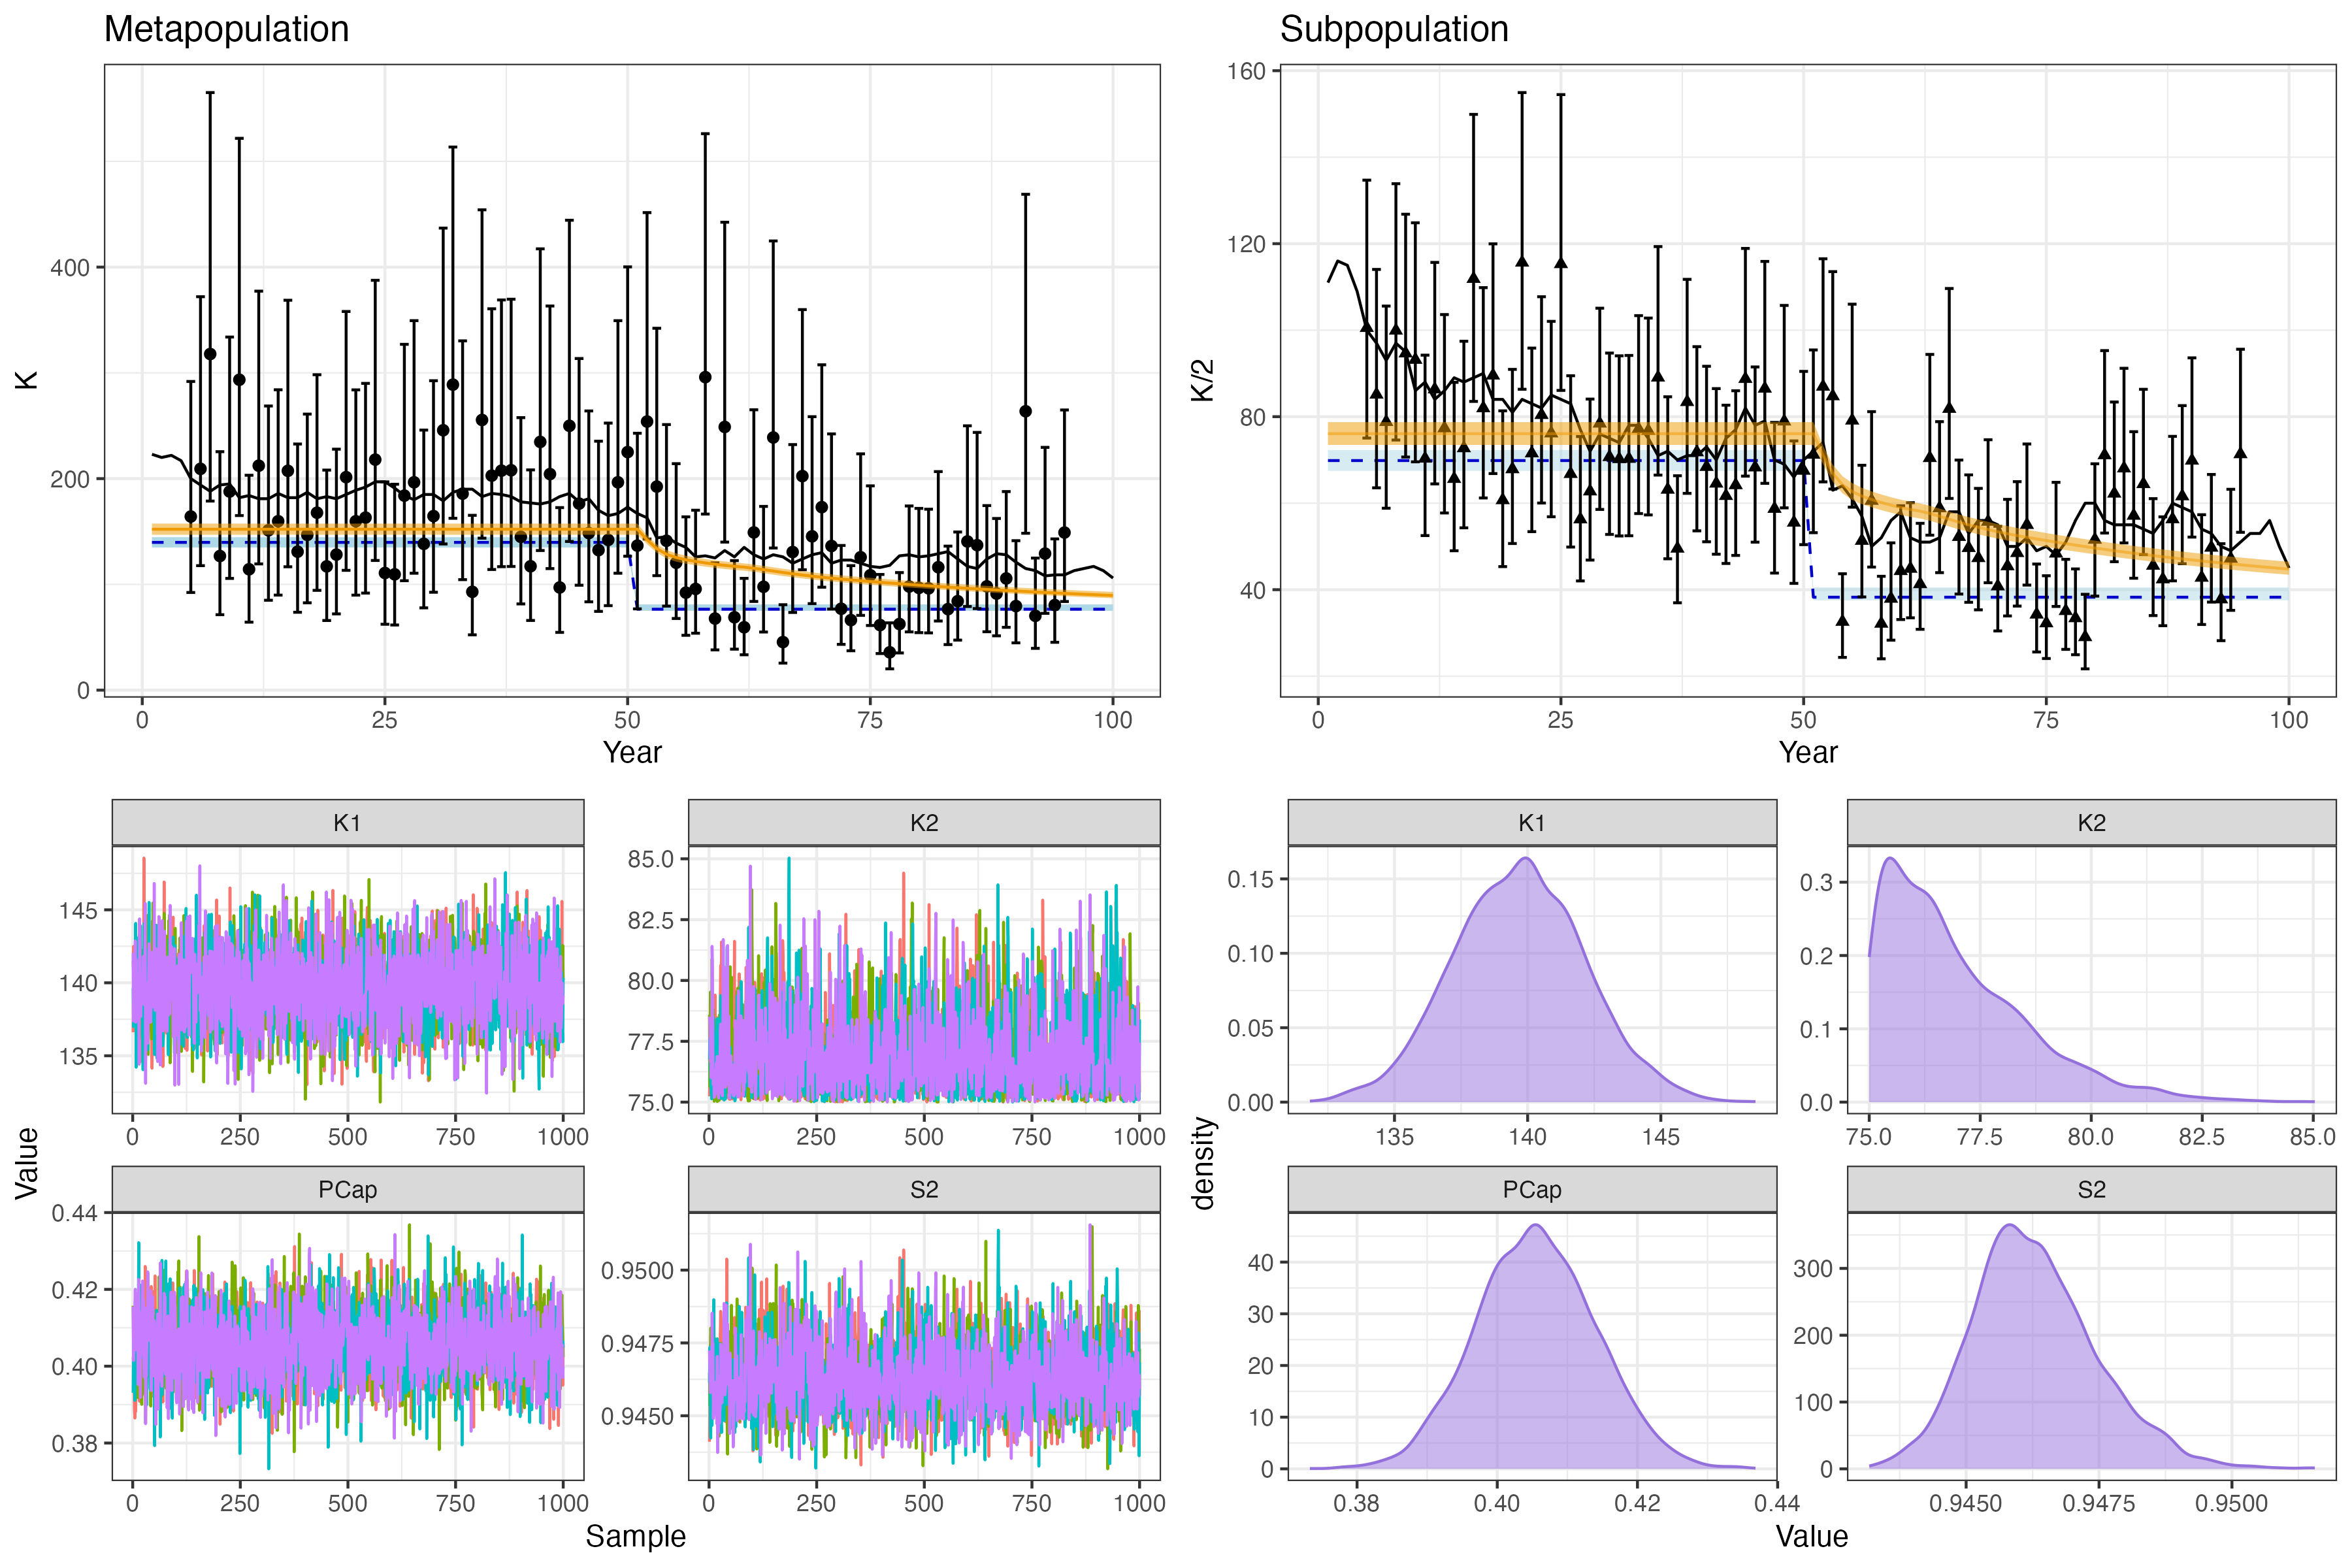 Metapopulation
Subpopulation
K
400
200
0
0 25 50 75 100
Year
K/2
160
120
80
40
0 25 50 75 100
Year
Value
K1
145
140
135
0 250 500 750 1000
K2
85.0
82.5
80.0
77.5
75.0
0 250 500 750 1000
PCap
0.44
0.42
0.40
0.38
0 250 500 750 1000
S2
0.9500
0.9475
0.9450
0 250 500 750 1000
Sample
density
K1
0.15
0.10
0.05
0.00
135 140 145
K2
0.3
0.2
0.1
0.0
75.0 77.5 80.0 82.5 85.0
PCap
40
30
20
10
0
0.38 0.40 0.42 0.44
S2
300
200
100
0
0.9450 0.9475 0.9500
Value